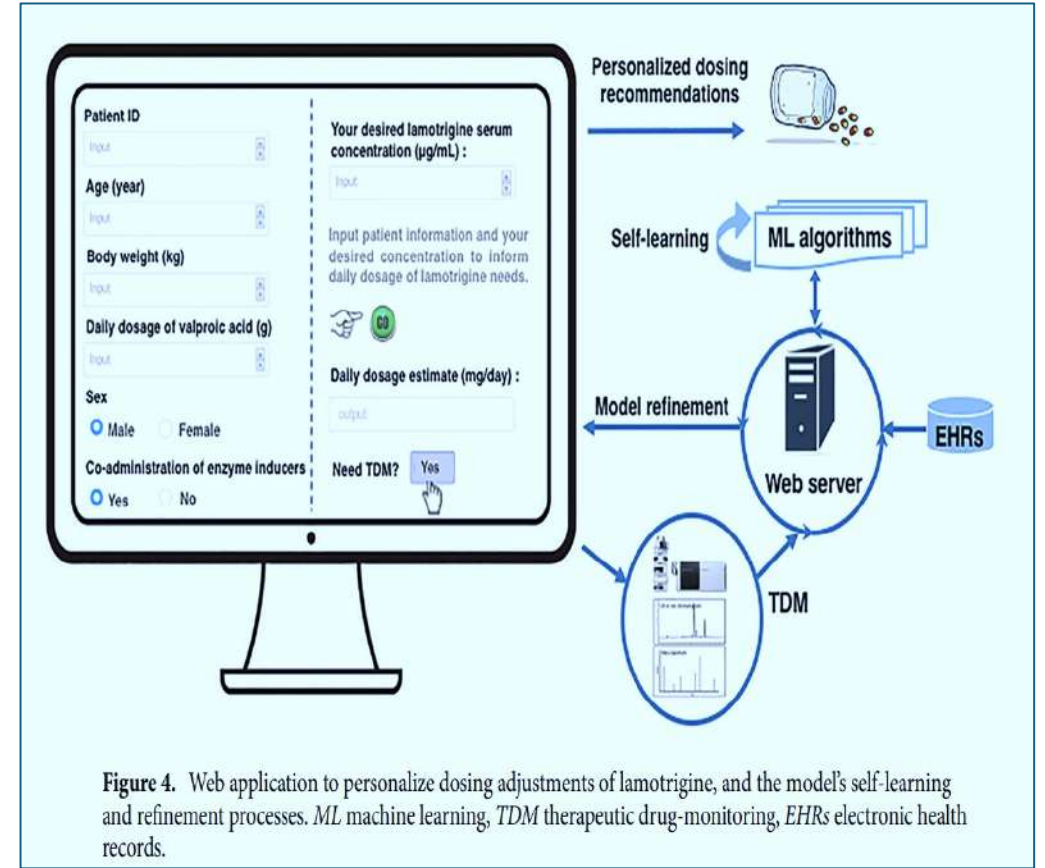 Patient ID
Input
Age (year)
Input
Body weight (kg)
Input
Daily dosage of valproic acid (g)
Input
Sex
Male Female
Co-administration of enzyme inducers
Yes No
Your desired lamotrigine serum
concentration (µg/mL) :
Input
Input patient information and your
desired concentration to inform
daily dosage of lamotrigine needs.
GO
Daily dosage estimate (mg/day) :
output
Need TDM? Yes
Personalized dosing
recommendations
Self-learning
ML algorithms
Model refinement
EHRs
Web server
TDM
Figure 4. Web application to personalize dosing adjustments of lamotrigine, and the model's self-learning
and refinement processes. ML machine learning, TDM therapeutic drug-monitoring, EHRs electronic health
records.